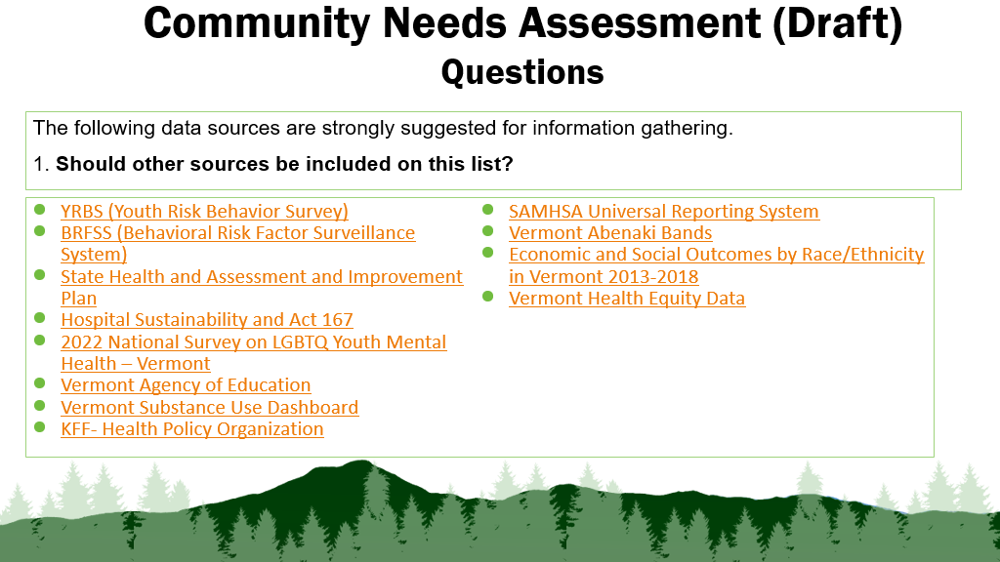 Community Needs Assessment (Draft)
Questions
The following data sources are strongly suggested for information gathering.
1. Should other sources be included on this list?
YRBS (Youth Risk Behavior Survey)
BRFSS (Behavioral Risk Factor Surveillance
System)
State Health and Assessment and Improvement
Plan
Hospital Sustainability and Act 167
2022 National Survey on LGBTQ Youth Mental
Health – Vermont
Vermont Agency of Education
Vermont Substance Use Dashboard
KFF- Health Policy Organization
SAMHSA Universal Reporting System
Vermont Abenaki Bands
Economic and Social Outcomes by Race/Ethnicity
in Vermont 2013-2018
Vermont Health Equity Data